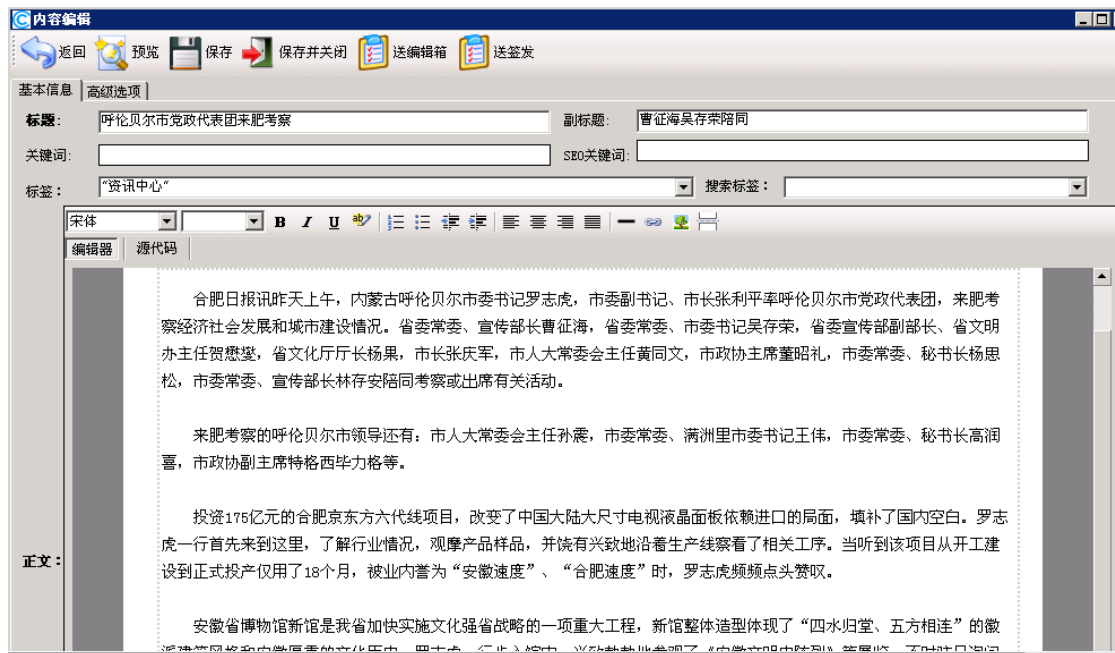 内容编辑
返回 预览 保存 保存并关闭 送编辑箱 送签发
基本信息 高级选项
标题: 呼伦贝尔市党政代表团来肥考察 副标题: 曹征海吴存荣陪同
关键词: SEO关键词:
标签： “资讯中心” 搜索标签：
宋体 B I U
编辑器 源代码
合肥日报讯昨天上午，内蒙古呼伦贝尔市委书记罗志虎，市委副书记、市长张利平率呼伦贝尔市党政代表团，来肥考
察经济社会发展和城市建设情况。省委常委、宣传部长曹征海，省委常委、市委书记吴存荣，省委宣传部副部长、省文明
办主任贺懋燮，省文化厅厅长杨果，市长张庆军，市人大常委会主任黄同文，市政协主席董昭礼，市委常委、秘书长杨思
松，市委常委、宣传部长林存安陪同考察或出席有关活动。
来肥考察的呼伦贝尔市领导还有：市人大常委会主任孙震，市委常委、满洲里市委书记王伟，市委常委、秘书长高润
喜，市政协副主席特格西毕力格等。
投资175亿元的合肥京东方六代线项目，改变了中国大陆大尺寸电视液晶面板依赖进口的局面，填补了国内空白。罗志
虎一行首先来到这里，了解行业情况，观摩产品样品，并饶有兴致地沿着生产线察看了相关工序。当听到该项目从开工建
设到正式投产仅用了18个月，被业内誉为“安徽速度”、“合肥速度”时，罗志虎频频点头赞叹。
正文：
安徽省博物馆新馆是我省加快实施文化强省战略的一项重大工程，新馆整体造型体现了“四水归堂、五方相连”的徽